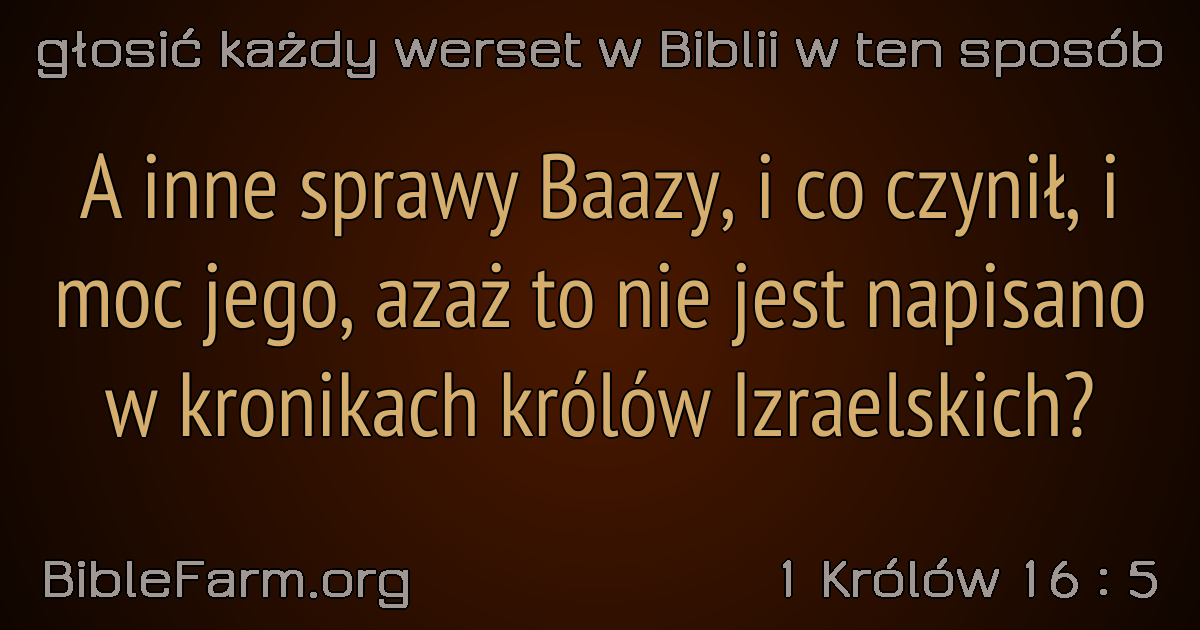 głosić każdy werset w Biblii w ten sposób
A inne sprawy Baazy, i co czynił, i
moc jego, azaż to nie jest napisano
w kronikach królów Izraelskich?
BibleFarm.org
1 Królów 16 : 5